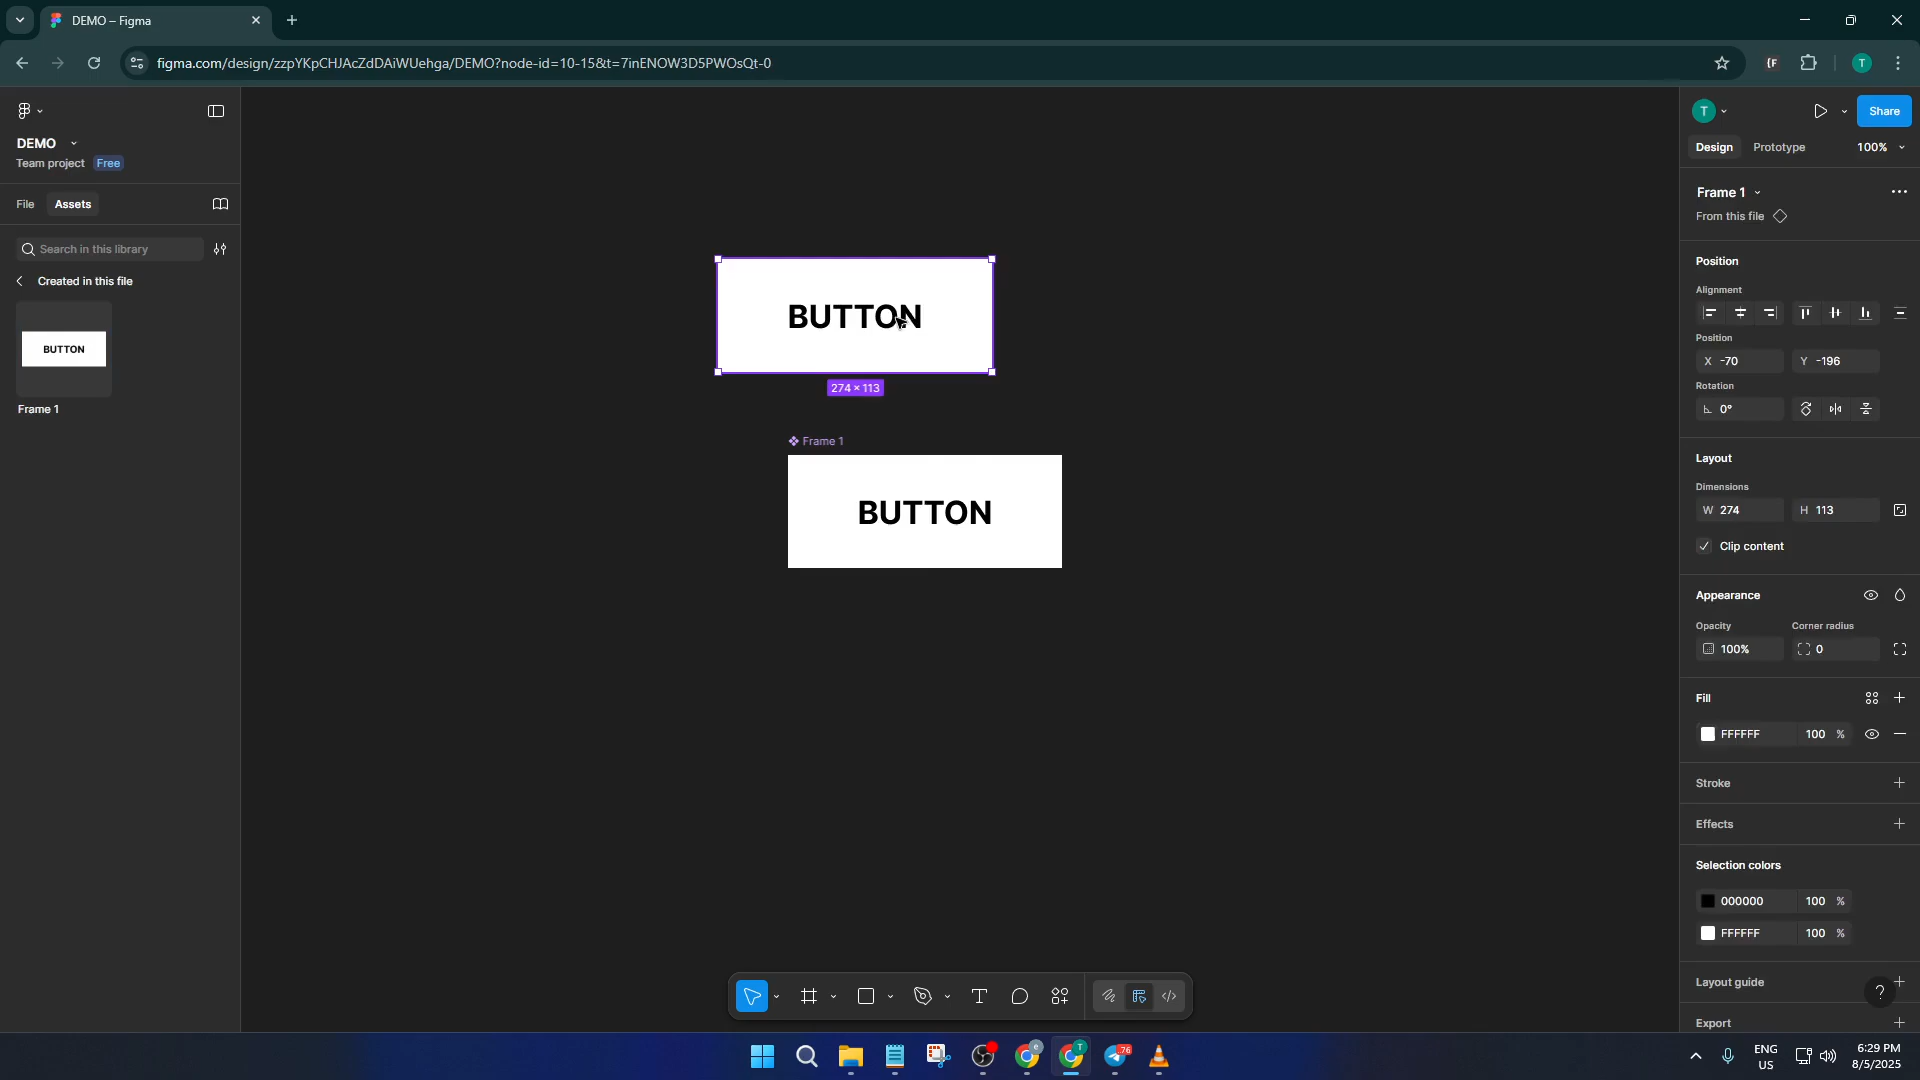 DEMO – Figma
figma.com/design/zzpYKpCHJAcZdDAiWUehga/DEMO?node-id=10-15&t=7inENOW3D5PWOsQt-0
T
DEMO
Team project Free
File Assets
Search in this library
Created in this file
BUTTON
Frame 1
BUTTON
274 × 113
Frame 1
BUTTON
T
Share
Design Prototype 100%
Frame 1
From this file
Position
Alignment
Position
X -70 Y -196
Rotation
0°
Layout
Dimensions
W 274 H 113
Clip content
Appearance
Opacity Corner radius
100% 0
Fill
FFFFFF 100 %
Stroke
Effects
Selection colors
000000 100 %
FFFFFF 100 %
Layout guide
?
Export
T
76
ENG
US
6:29 PM
8/5/2025